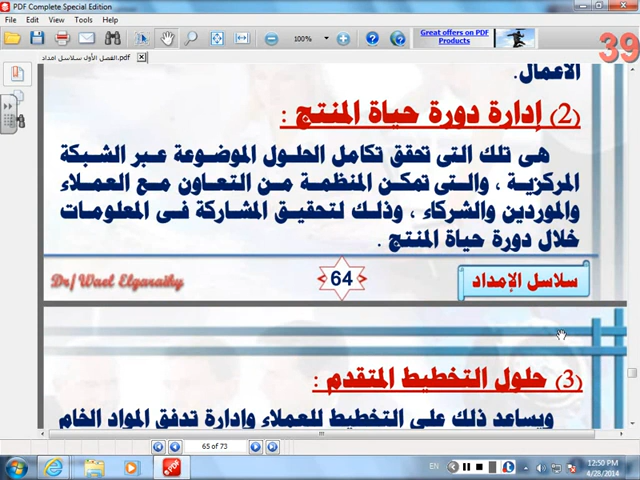 PDF Complete Special Edition
File Edit View Tools Help
100%
Great offers on PDF Products
39
الفصل الأول سلاسل امداد.pdf
الاعمال.
(2) إدارة دورة حياة المنتج :
هى تلك التى تحقق تكامل الحلول الموضوعة عبر الشبكة
المركزية ، والتى تمكن المنظمة من التعاون مع العملاء
والموردين والشركاء ، وذلك لتحقيق المشاركة فى المعلومات
خلال دورة حياة المنتج .
سلاسل الإمداد
64
Dr/ Wael Elgaraihy
(3) حلول التخطيط المتقدم :
ويساعد ذلك على التخطيط للعملاء وإدارة تدفق المواد الخام
65 of 73
EN
12:50 PM
4/28/2014